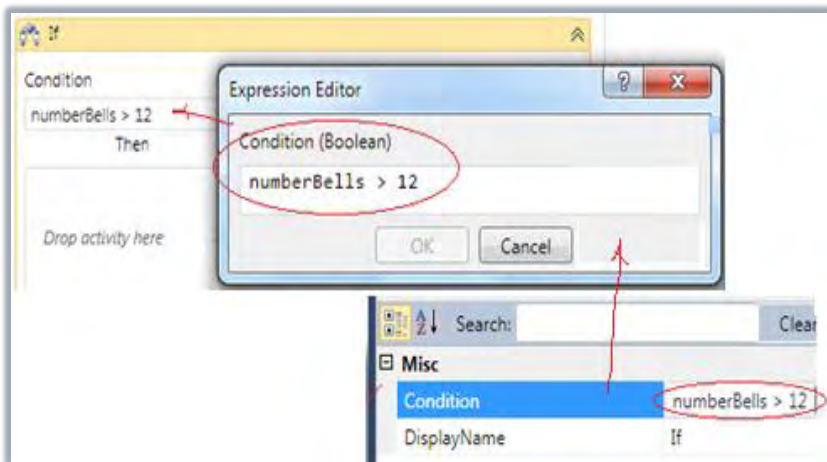 If
Condition
numberBells > 12
Then
Drop activity here
Expression Editor
Condition (Boolean)
numberBells > 12
OK
Cancel
Search:
Clear
Misc
Condition
numberBells > 12
DisplayName
If